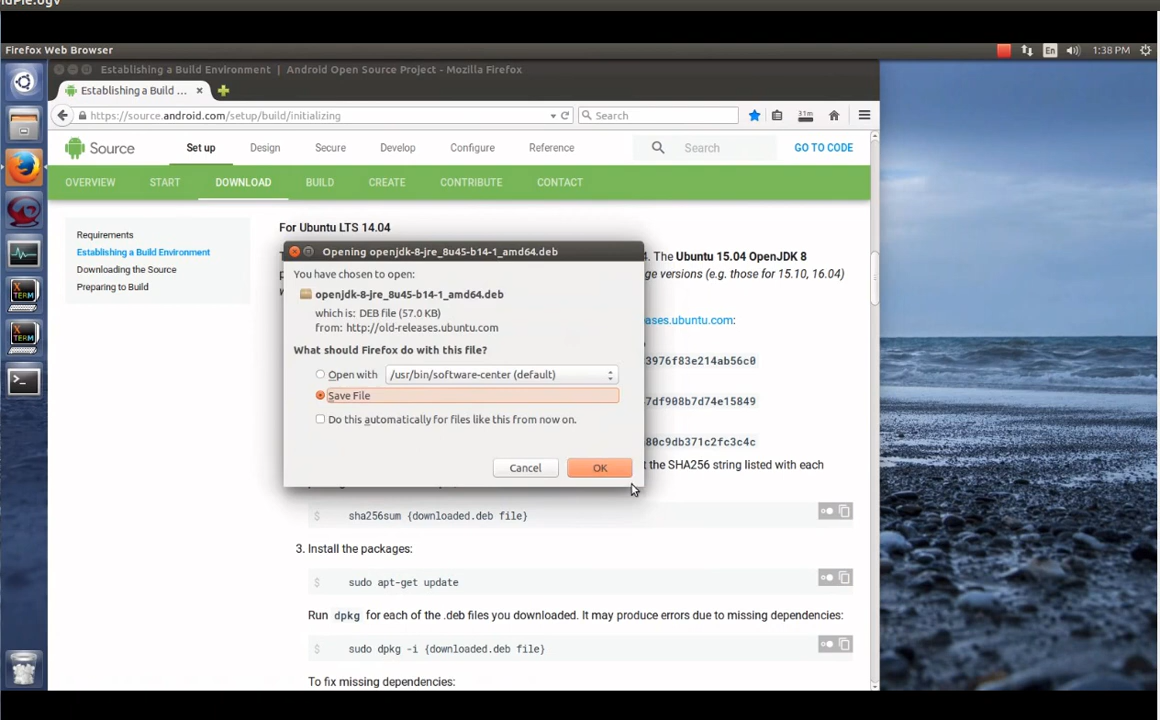 Firefox Web Browser
En
1:38 PM
Establishing a Build Environment | Android Open Source Project - Mozilla Firefox
Establishing a Build ...
https://source.android.com/setup/build/initializing
Search
31m
Source
Set up
Design
Secure
Develop
Configure
Reference
Search
GO TO CODE
OVERVIEW
START
DOWNLOAD
BUILD
CREATE
CONTRIBUTE
CONTACT
Requirements
Establishing a Build Environment
Downloading the Source
Preparing to Build
For Ubuntu LTS 14.04
. The Ubuntu 15.04 OpenJDK 8
ge versions (e.g. those for 15.10, 16.04)
ases.ubuntu.com:
3976f83e214ab56c0
7df908b7d74e15849
80c9db371c2fc3c4c
t the SHA256 string listed with each
Opening openjdk-8-jre_8u45-b14-1_amd64.deb
You have chosen to open:
openjdk-8-jre_8u45-b14-1_amd64.deb
which is: DEB file (57.0 KB)
from: http://old-releases.ubuntu.com
What should Firefox do with this file?
Open with
/usr/bin/software-center (default)
Save File
Do this automatically for files like this from now on.
Cancel
OK
$ sha256sum {downloaded.deb file}
3. Install the packages:
$ sudo apt-get update
Run dpkg for each of the .deb files you downloaded. It may produce errors due to missing dependencies:
$ sudo dpkg -i {downloaded.deb file}
To fix missing dependencies:
X TERM
X TERM
>_